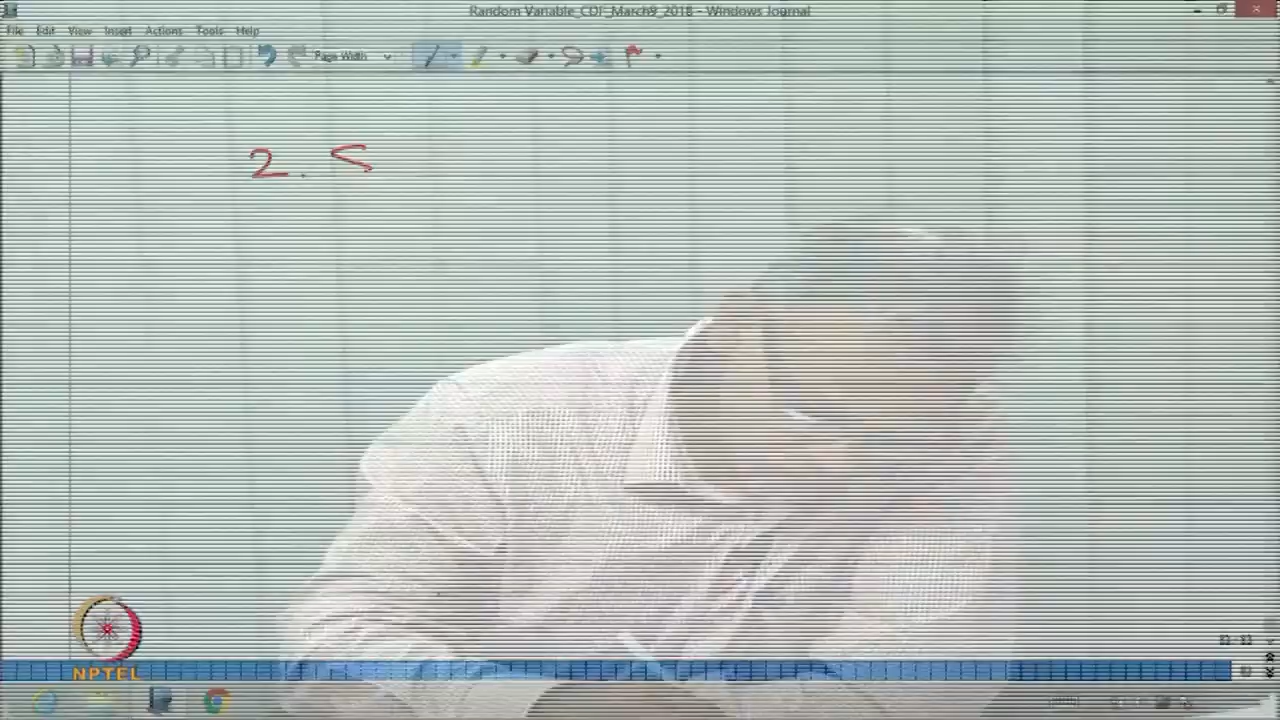 Random Variable_CDF_March9_2018 - Windows Journal
File Edit View Insert Actions Tools Help
Page Width
2. S
NPTEL